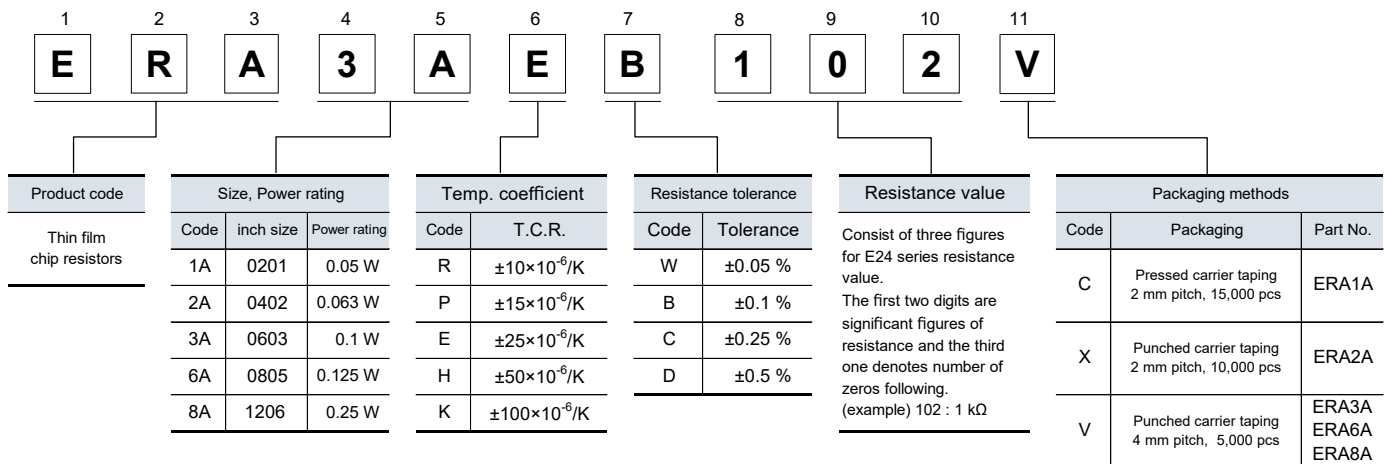 1 2 3 4 5 6 7 8 9 10 11
E R A 3 A E B 1 0 2 V
Product code
Thin film
chip resistors
Size, Power rating
Code inch size Power rating
1A 0201 0.05 W
2A 0402 0.063 W
3A 0603 0.1 W
6A 0805 0.125 W
8A 1206 0.25 W
Temp. coefficient
Code T.C.R.
R ±10×10⁻⁶/K
P ±15×10⁻⁶/K
E ±25×10⁻⁶/K
H ±50×10⁻⁶/K
K ±100×10⁻⁶/K
Resistance tolerance
Code Tolerance
W ±0.05 %
B ±0.1 %
C ±0.25 %
D ±0.5 %
Resistance value
Consist of three figures
for E24 series resistance
value.
The first two digits are
significant figures of
resistance and the third
one denotes number of
zeros following.
(example) 102 : 1 kΩ
Packaging methods
Code Packaging Part No.
C Pressed carrier taping
2 mm pitch, 15,000 pcs
ERA1A
X Punched carrier taping
2 mm pitch, 10,000 pcs
ERA2A
V Punched carrier taping
4 mm pitch, 5,000 pcs
ERA3A
ERA6A
ERA8A